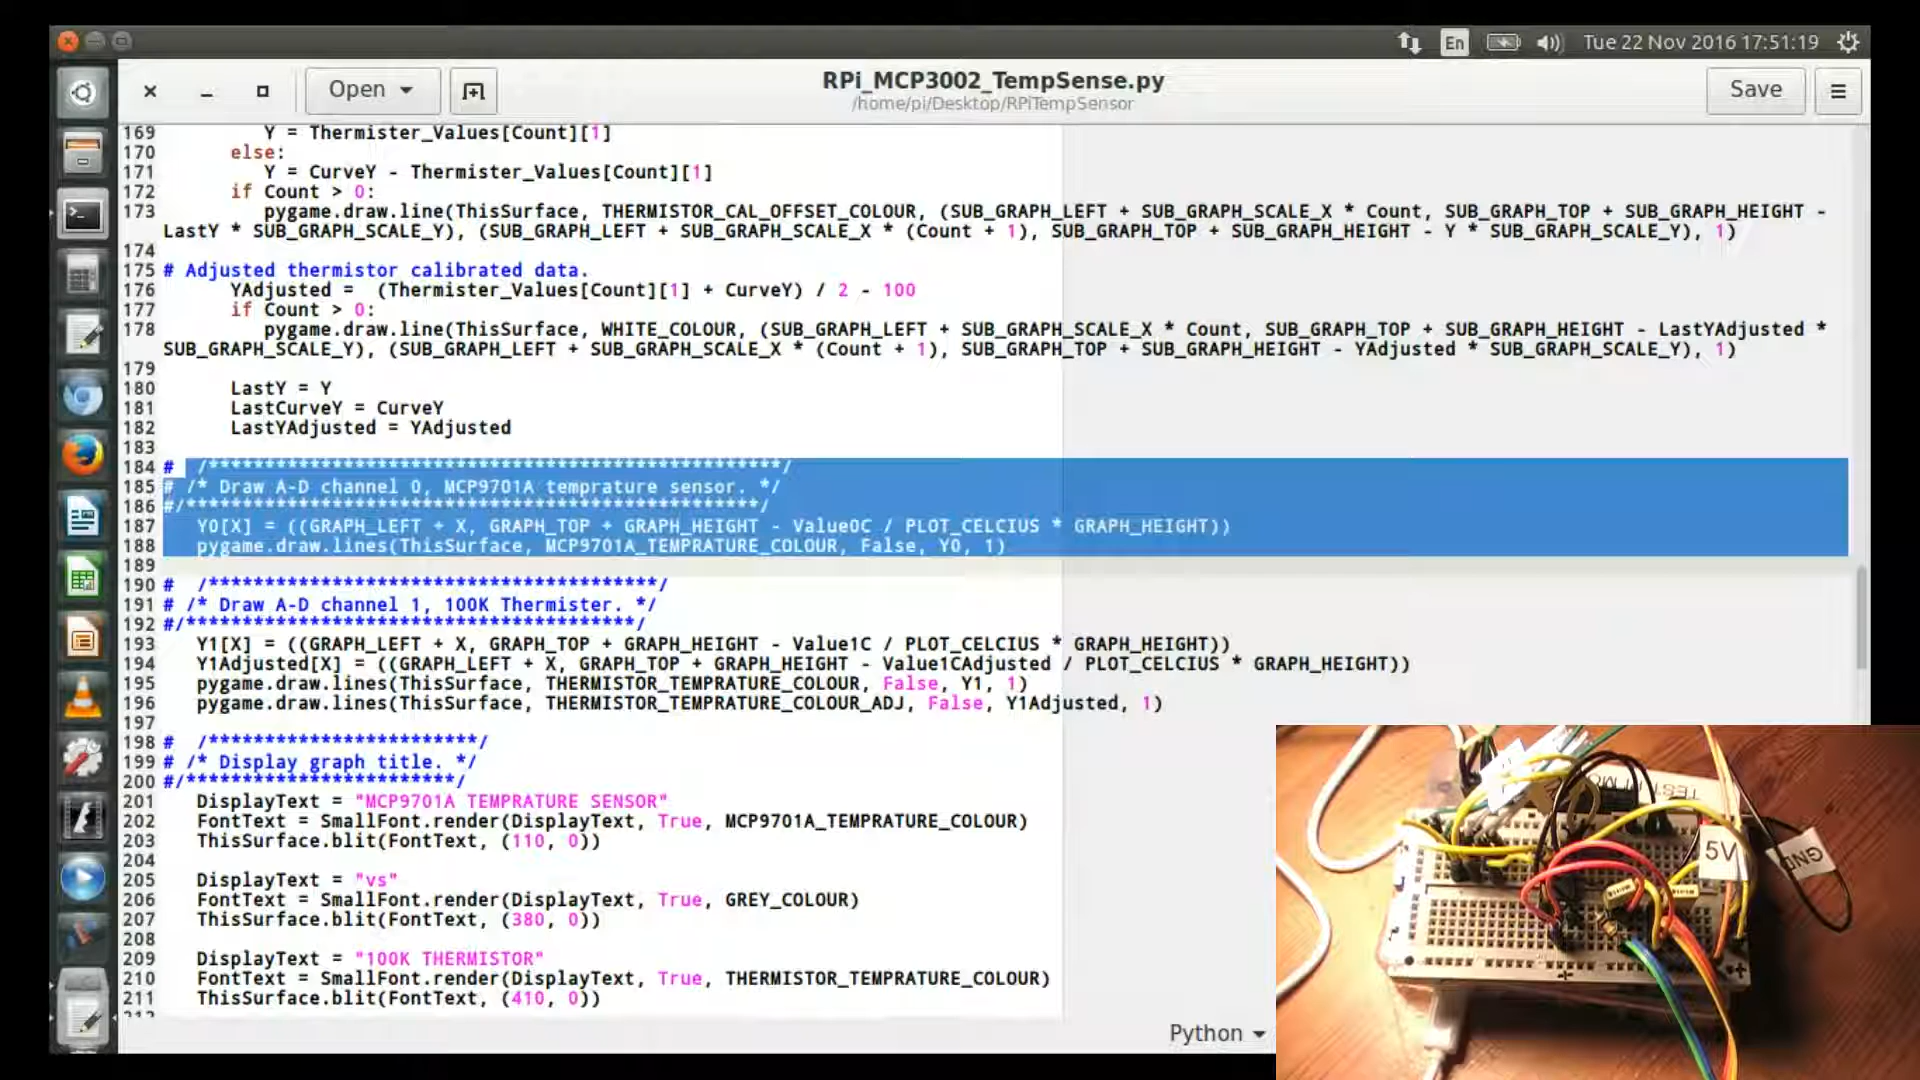 En
Tue 22 Nov 2016 17:51:19
Open
RPi_MCP3002_TempSense.py
/home/pi/Desktop/RPiTempSensor
Save
169 Y = Thermister_Values[Count][1]
170 else:
171 Y = CurveY - Thermister_Values[Count][1]
172 if Count > 0:
173 pygame.draw.line(ThisSurface, THERMISTOR_CAL_OFFSET_COLOUR, (SUB_GRAPH_LEFT + SUB_GRAPH_SCALE_X * Count, SUB_GRAPH_TOP + SUB_GRAPH_HEIGHT -
LastY * SUB_GRAPH_SCALE_Y), (SUB_GRAPH_LEFT + SUB_GRAPH_SCALE_X * (Count + 1), SUB_GRAPH_TOP + SUB_GRAPH_HEIGHT - Y * SUB_GRAPH_SCALE_Y), 1)
174
175 # Adjusted thermistor calibrated data.
176 YAdjusted =  (Thermister_Values[Count][1] + CurveY) / 2 - 100
177 if Count > 0:
178 pygame.draw.line(ThisSurface, WHITE_COLOUR, (SUB_GRAPH_LEFT + SUB_GRAPH_SCALE_X * Count, SUB_GRAPH_TOP + SUB_GRAPH_HEIGHT - LastYAdjusted *
SUB_GRAPH_SCALE_Y), (SUB_GRAPH_LEFT + SUB_GRAPH_SCALE_X * (Count + 1), SUB_GRAPH_TOP + SUB_GRAPH_HEIGHT - YAdjusted * SUB_GRAPH_SCALE_Y), 1)
179
180 LastY = Y
181 LastCurveY = CurveY
182 LastYAdjusted = YAdjusted
183
184 #  /***************************************************/
185 # /* Draw A-D channel 0, MCP9701A temprature sensor. */
186 #/***************************************************/
187 Y0[X] = ((GRAPH_LEFT + X, GRAPH_TOP + GRAPH_HEIGHT - Value0C / PLOT_CELCIUS * GRAPH_HEIGHT))
188 pygame.draw.lines(ThisSurface, MCP9701A_TEMPRATURE_COLOUR, False, Y0, 1)
189
190 #  /****************************************/
191 # /* Draw A-D channel 1, 100K Thermister. */
192 #/****************************************/
193 Y1[X] = ((GRAPH_LEFT + X, GRAPH_TOP + GRAPH_HEIGHT - Value1C / PLOT_CELCIUS * GRAPH_HEIGHT))
194 Y1Adjusted[X] = ((GRAPH_LEFT + X, GRAPH_TOP + GRAPH_HEIGHT - Value1CAdjusted / PLOT_CELCIUS * GRAPH_HEIGHT))
195 pygame.draw.lines(ThisSurface, THERMISTOR_TEMPRATURE_COLOUR, False, Y1, 1)
196 pygame.draw.lines(ThisSurface, THERMISTOR_TEMPRATURE_COLOUR_ADJ, False, Y1Adjusted, 1)
197
198 #  /************************/
199 # /* Display graph title. */
200 #/************************/
201 DisplayText = "MCP9701A TEMPRATURE SENSOR"
202 FontText = SmallFont.render(DisplayText, True, MCP9701A_TEMPRATURE_COLOUR)
203 ThisSurface.blit(FontText, (110, 0))
204
205 DisplayText = "vs"
206 FontText = SmallFont.render(DisplayText, True, GREY_COLOUR)
207 ThisSurface.blit(FontText, (380, 0))
208
209 DisplayText = "100K THERMISTOR"
210 FontText = SmallFont.render(DisplayText, True, THERMISTOR_TEMPRATURE_COLOUR)
211 ThisSurface.blit(FontText, (410, 0))
212
Python
5V
GND